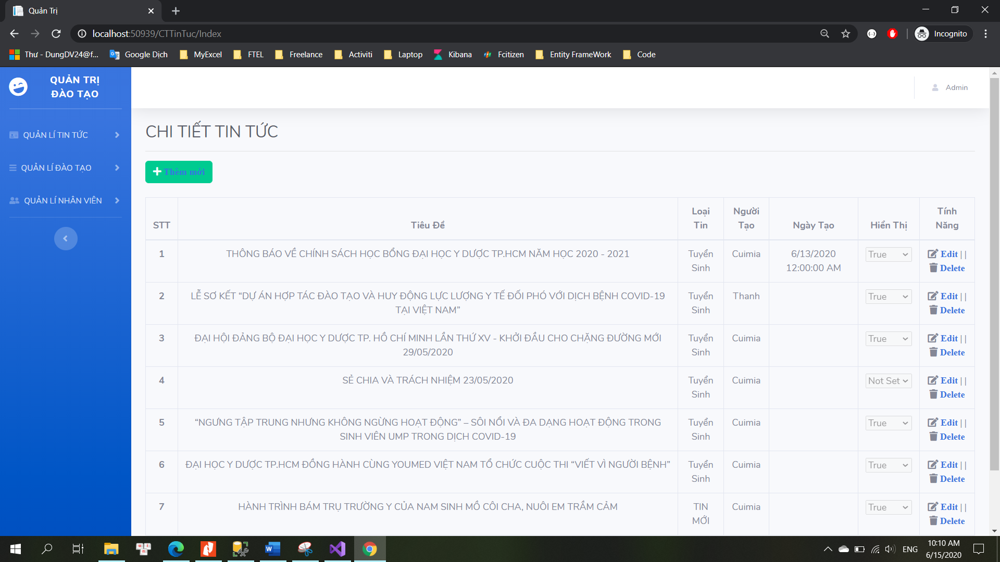 Quản Trị
localhost:50939/CTTinTuc/Index
Incognito
Thư - DungDV24@f...
Google Dịch
MyExcel
FTEL
Freelance
Activiti
Laptop
Kibana
Fcitizen
Entity FrameWork
Code
QUẢN TRỊ
ĐÀO TẠO
QUẢN LÍ TIN TỨC
QUẢN LÍ ĐÀO TẠO
QUẢN LÍ NHÂN VIÊN
Admin
CHI TIẾT TIN TỨC
Thêm mới
STT
Tiêu Đề
Loại
Tin
Người
Tạo
Ngày Tạo
Hiển Thị
Tính
Năng
1
THÔNG BÁO VỀ CHÍNH SÁCH HỌC BỔNG ĐẠI HỌC Y DƯỢC TP.HCM NĂM HỌC 2020 - 2021
Tuyển
Sinh
Cuimia
6/13/2020
12:00:00 AM
True
Edit ||
Delete
2
LỄ SƠ KẾT “DỰ ÁN HỢP TÁC ĐÀO TẠO VÀ HUY ĐỘNG LỰC LƯỢNG Y TẾ ĐỐI PHÓ VỚI DỊCH BỆNH COVID-19
TẠI VIỆT NAM”
Tuyển
Sinh
Thanh
True
Edit ||
Delete
3
ĐẠI HỘI ĐẢNG BỘ ĐẠI HỌC Y DƯỢC TP. HỒ CHÍ MINH LẦN THỨ XV - KHỞI ĐẦU CHO CHẶNG ĐƯỜNG MỚI
29/05/2020
Tuyển
Sinh
Cuimia
True
Edit ||
Delete
4
SẺ CHIA VÀ TRÁCH NHIỆM 23/05/2020
Tuyển
Sinh
Cuimia
Not Set
Edit ||
Delete
5
“NGƯNG TẬP TRUNG NHƯNG KHÔNG NGỪNG HOẠT ĐỘNG” – SÔI NỔI VÀ ĐA DẠNG HOẠT ĐỘNG TRONG
SINH VIÊN UMP TRONG DỊCH COVID-19
Tuyển
Sinh
Cuimia
True
Edit ||
Delete
6
ĐẠI HỌC Y DƯỢC TP.HCM ĐỒNG HÀNH CÙNG YOUMED VIỆT NAM TỔ CHỨC CUỘC THI “VIẾT VÌ NGƯỜI BỆNH”
Tuyển
Sinh
Cuimia
True
Edit ||
Delete
7
HÀNH TRÌNH BÁM TRỤ TRƯỜNG Y CỦA NAM SINH MỒ CÔI CHA, NUÔI EM TRẦM CẢM
TIN
MỚI
Cuimia
True
Edit ||
Delete
ENG
10:10 AM
6/15/2020